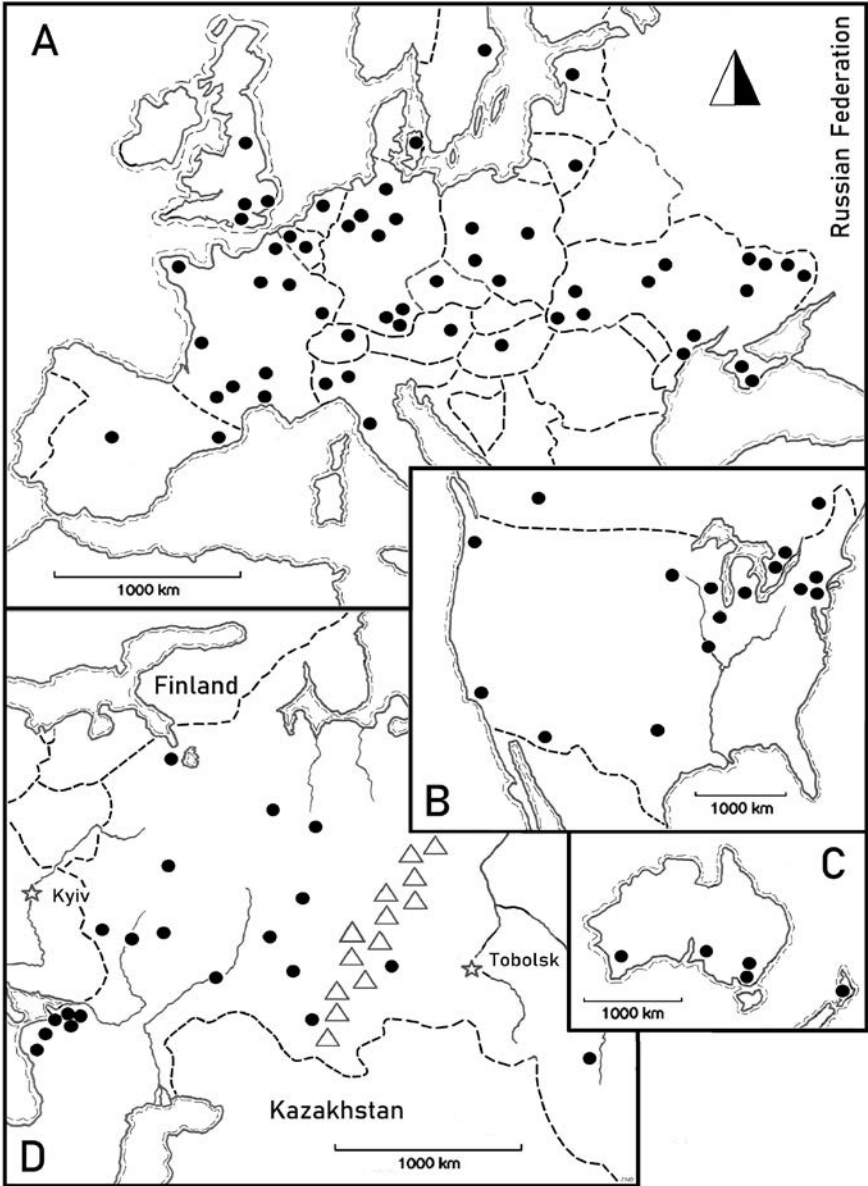 A
Russian Federation
1000 km
B
1000 km
C
1000 km
Finland
Kyiv
Tobolsk
Kazakhstan
1000 km
D